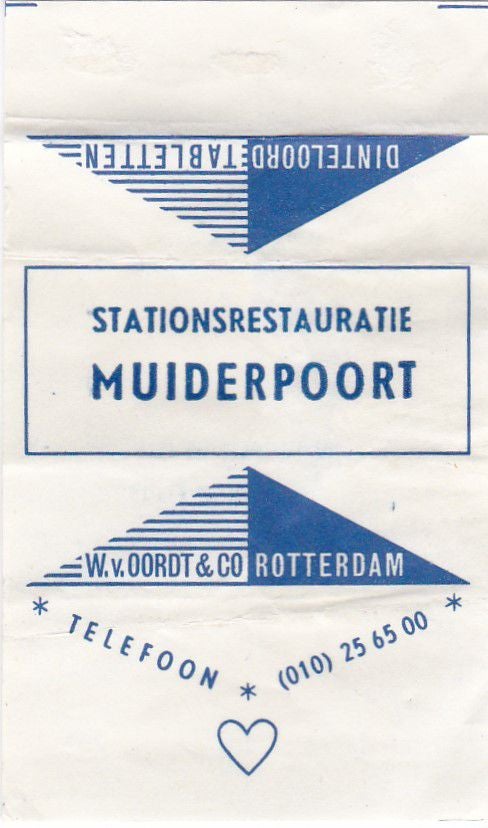 DINTELOORD TABLETTEN
STATIONSRESTAURATIE
MUIDERPOORT
W.v.OORDT & CO ROTTERDAM
* TELEFOON * (010) 25 65 00 *